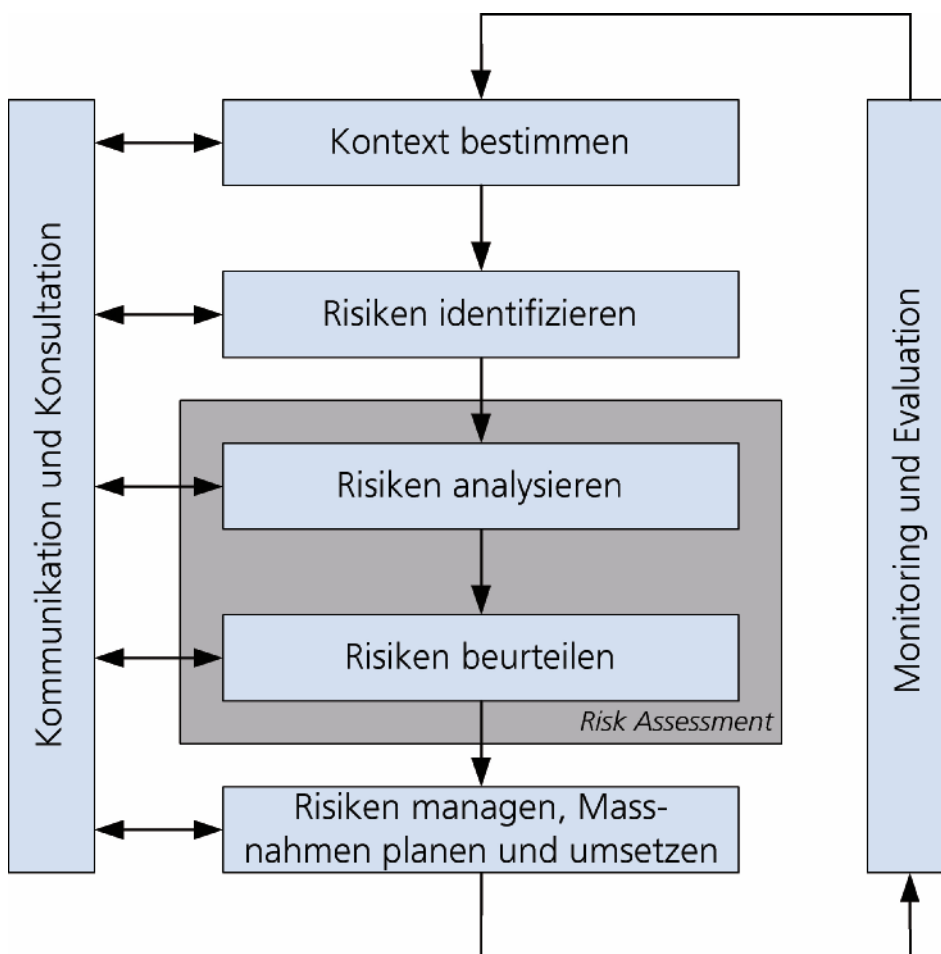 Kommunikation und Konsultation
Kontext bestimmen
Risiken identifizieren
Risiken analysieren
Risiken beurteilen
Risk Assessment
Risiken managen, Mass-
nahmen planen und umsetzen
Monitoring und Evaluation